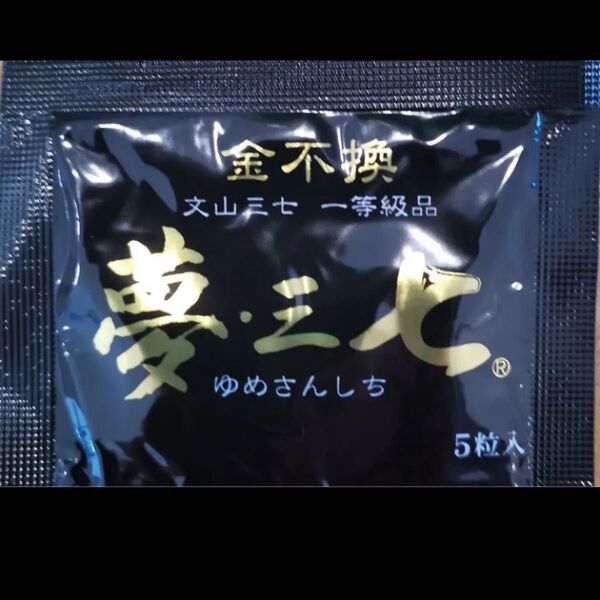 金不換
文山三七 一等級品
夢・三七®
ゆめさんしち
5粒入